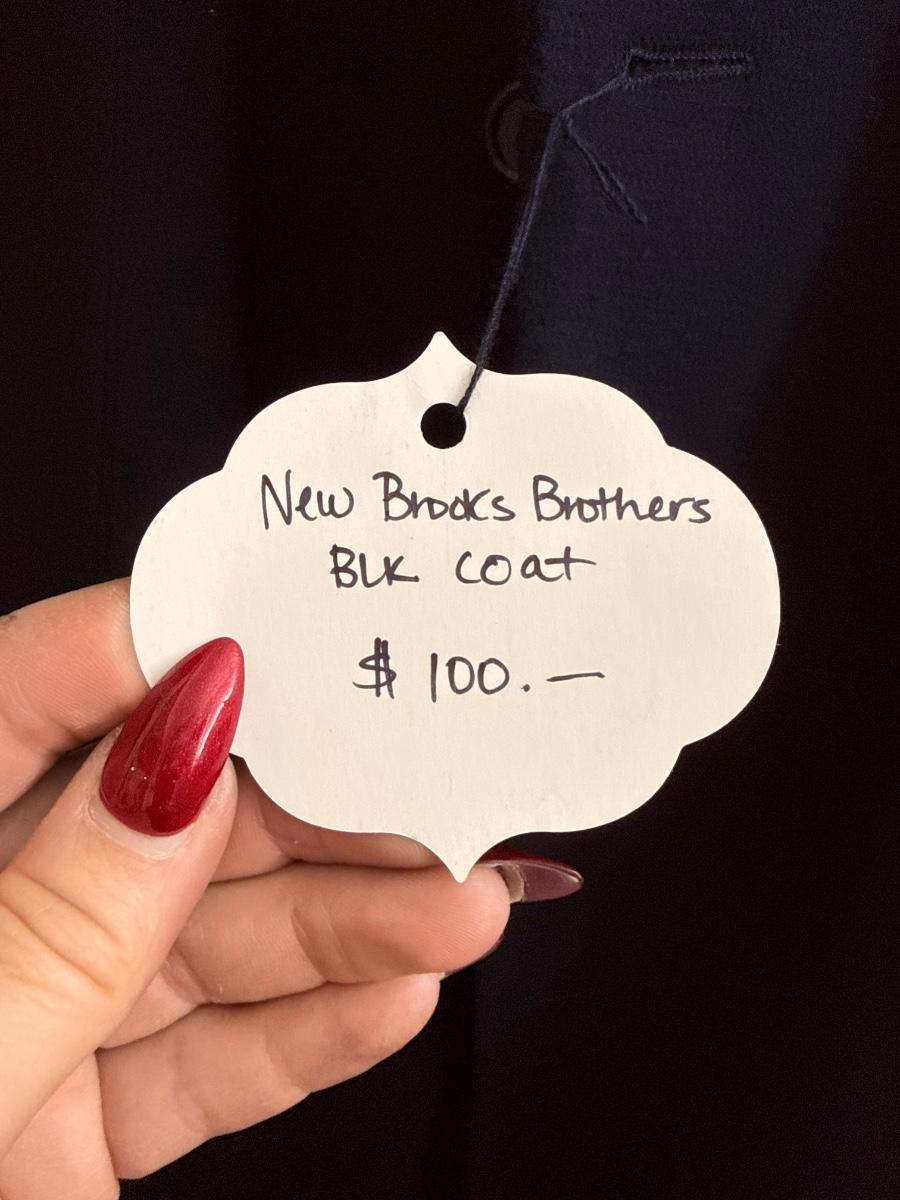 New Brooks Brothers
BLK coat
$ 100.—